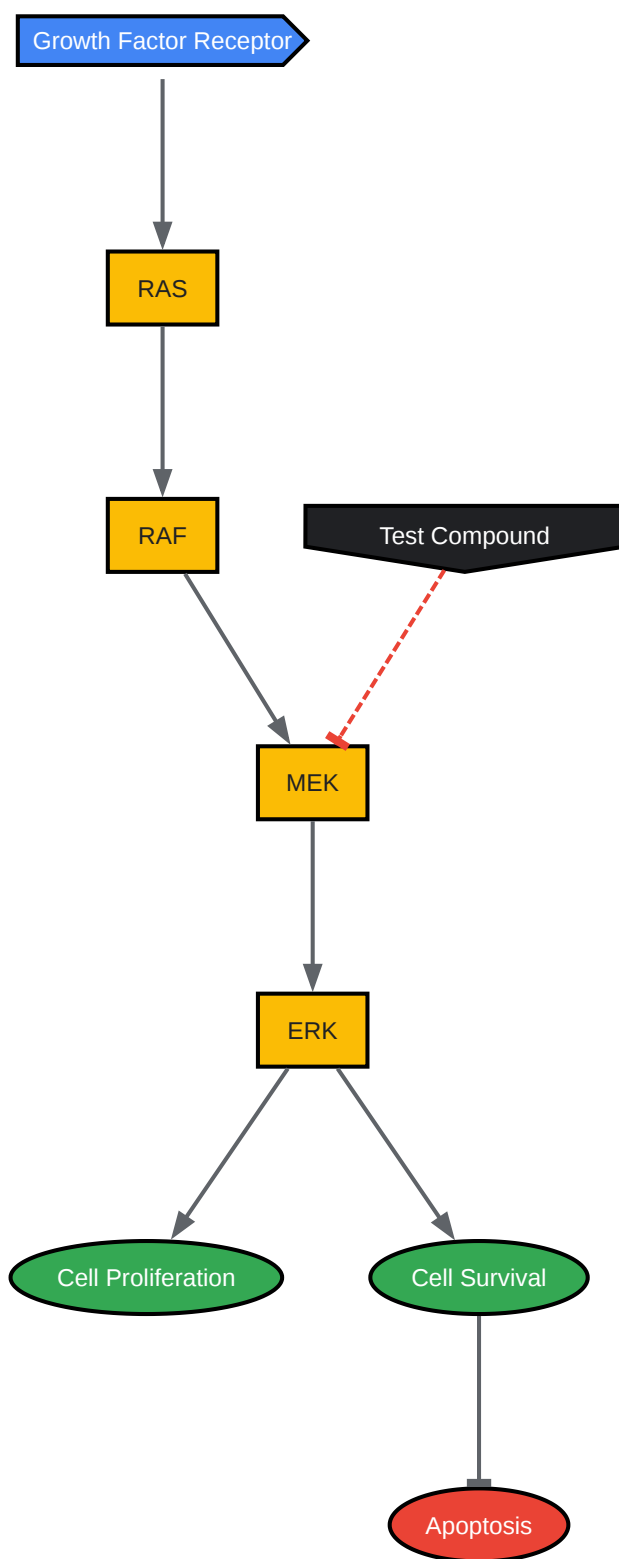 Growth Factor Receptor
RAS
RAF
Test Compound
MEK
ERK
Cell Proliferation
Cell Survival
Apoptosis